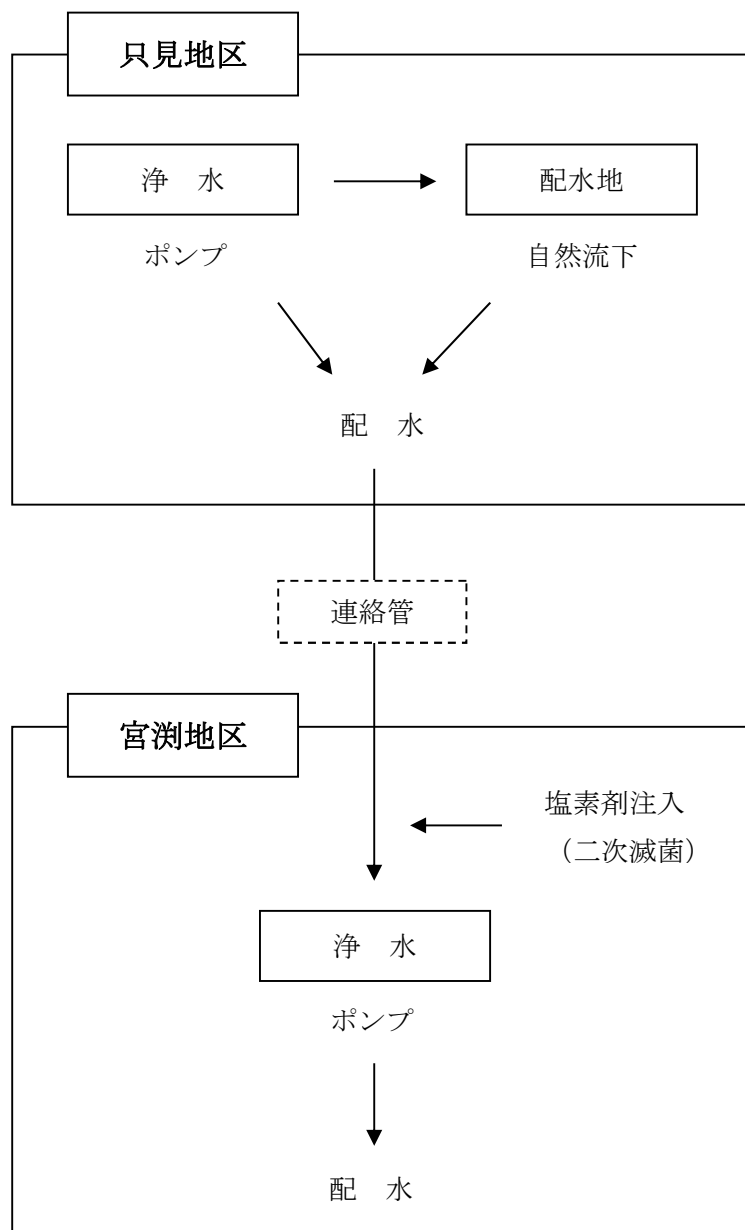 只見地区
浄 水
配水地
ポンプ
自然流下
配 水
連絡管
宮渕地区
塩素剤注入
（二次滅菌）
浄 水
ポンプ
配 水